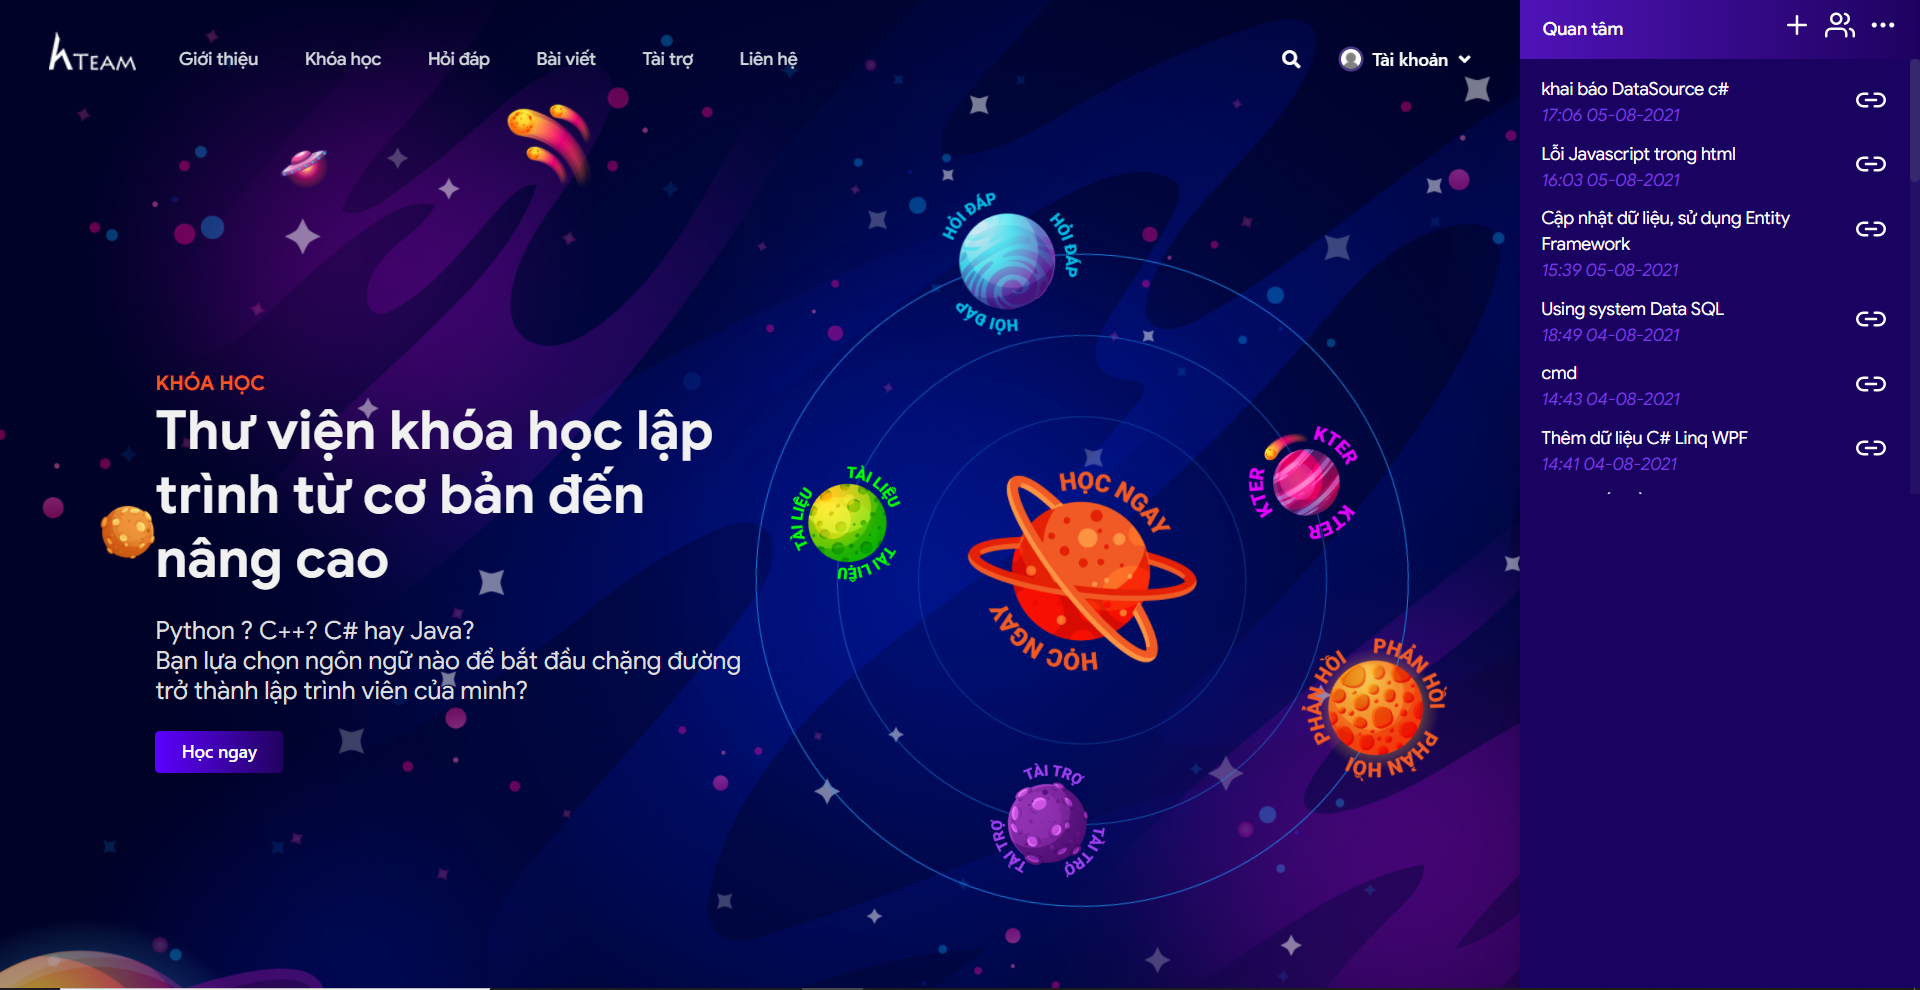 HTEAM
Giới thiệu
Khóa học
Hỏi đáp
Bài viết
Tài trợ
Liên hệ
Tài khoản
KHÓA HỌC
Thư viện khóa học lập
trình từ cơ bản đến
nâng cao
Python ? C++? C# hay Java?
Bạn lựa chọn ngôn ngữ nào để bắt đầu chặng đường
trở thành lập trình viên của mình?
Học ngay
HỎI ĐÁP
HỎI ĐÁP
HỎI ĐÁP
TÀI LIỆU
TÀI LIỆU
TÀI LIỆU
KTER
KTER
KTER
HỌC NGAY
HỌC NGAY
PHẢN HỒI
PHẢN HỒI
PHẢN HỒI
TÀI TRỢ
TÀI TRỢ
TÀI TRỢ
Quan tâm
khai báo DataSource c#
17:06 05-08-2021
Lỗi Javascript trong html
16:03 05-08-2021
Cập nhật dữ liệu, sử dụng Entity
Framework
15:39 05-08-2021
Using system Data SQL
18:49 04-08-2021
cmd
14:43 04-08-2021
Thêm dữ liệu C# Linq WPF
14:41 04-08-2021